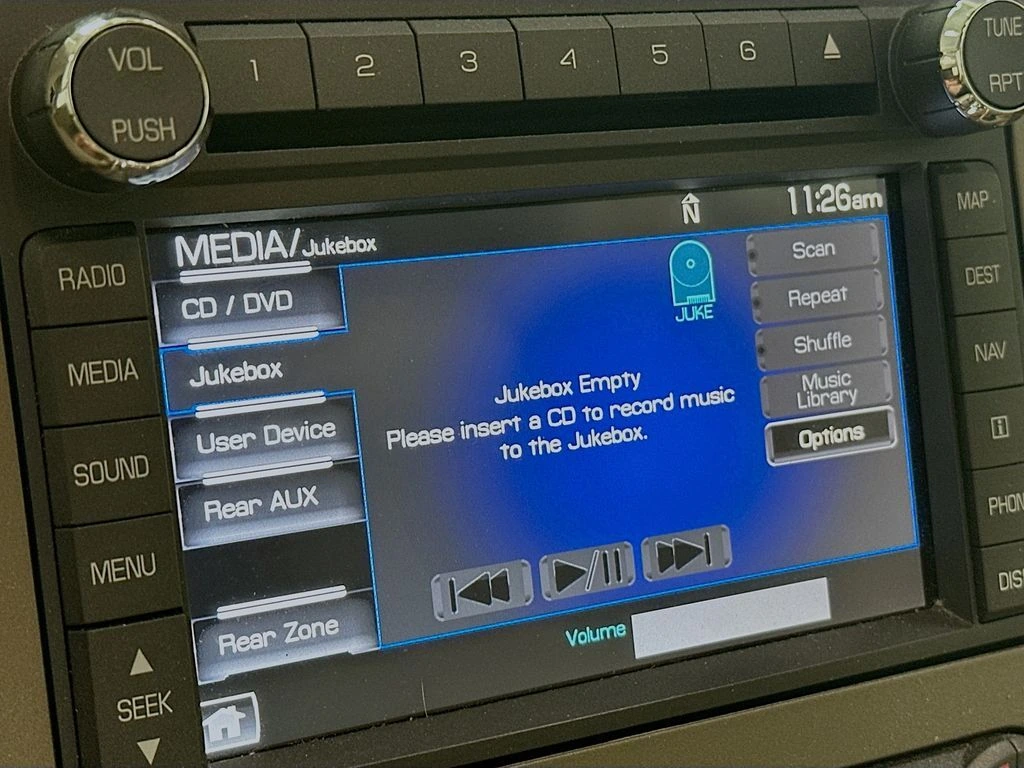 VOL
PUSH
1 2 3 4 5 6
TUNE
RPT
RADIO
MEDIA
SOUND
MENU
SEEK
MEDIA/Jukebox
N
11:26am
CD / DVD
Jukebox
User Device
Rear AUX
Rear Zone
JUKE
Jukebox Empty
Please insert a CD to record music
to the Jukebox.
Scan
Repeat
Shuffle
Music
Library
Options
Volume
MAP
DEST
NAV
i
PHON
DIS